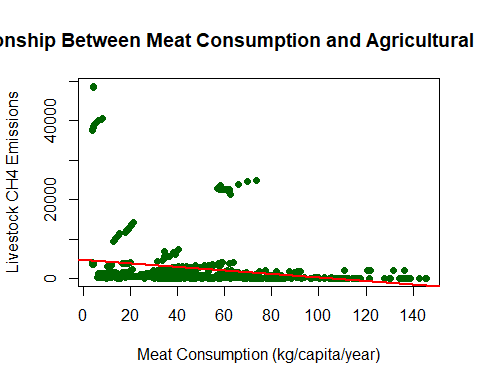 onship Between Meat Consumption and Agricultural
Livestock CH4 Emissions
0 20000 40000
0 20 40 60 80 100 120 140
Meat Consumption (kg/capita/year)